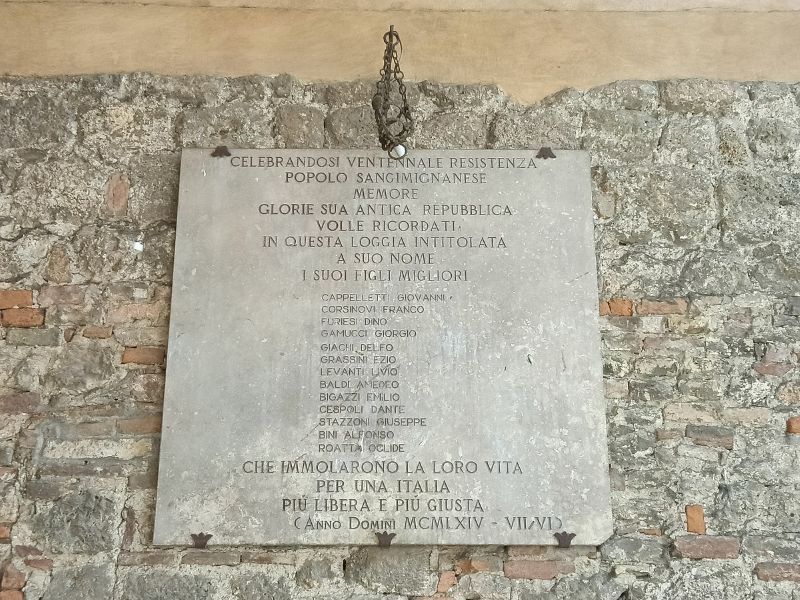 CELEBRANDOSI VENTENNALE RESISTENZA
POPOLO SANGIMIGNANESE
MEMORE
GLORIE SUA ANTICA REPUBBLICA
VOLLE RICORDATI
IN QUESTA LOGGIA INTITOLATA
A SUO NOME
I SUOI FIGLI MIGLIORI
CAPPELLETTI GIOVANNI
CORSINOVI FRANCO
FURIESI DINO
GAMUCCI GIORGIO
GIACHI DELFO
GRASSINI EZIO
LEVANTI LIVIO
BALDI AMEDEO
BIGAZZI EMILIO
CESPOLI DANTE
STAZZONI GIUSEPPE
BINI ALFONSO
ROATTA OCLIDE
CHE IMMOLARONO LA LORO VITA
PER UNA ITALIA
PIÚ LIBERA E PIÚ GIUSTA
(ANNO DOMINI MCMLXIV - VII/VI)